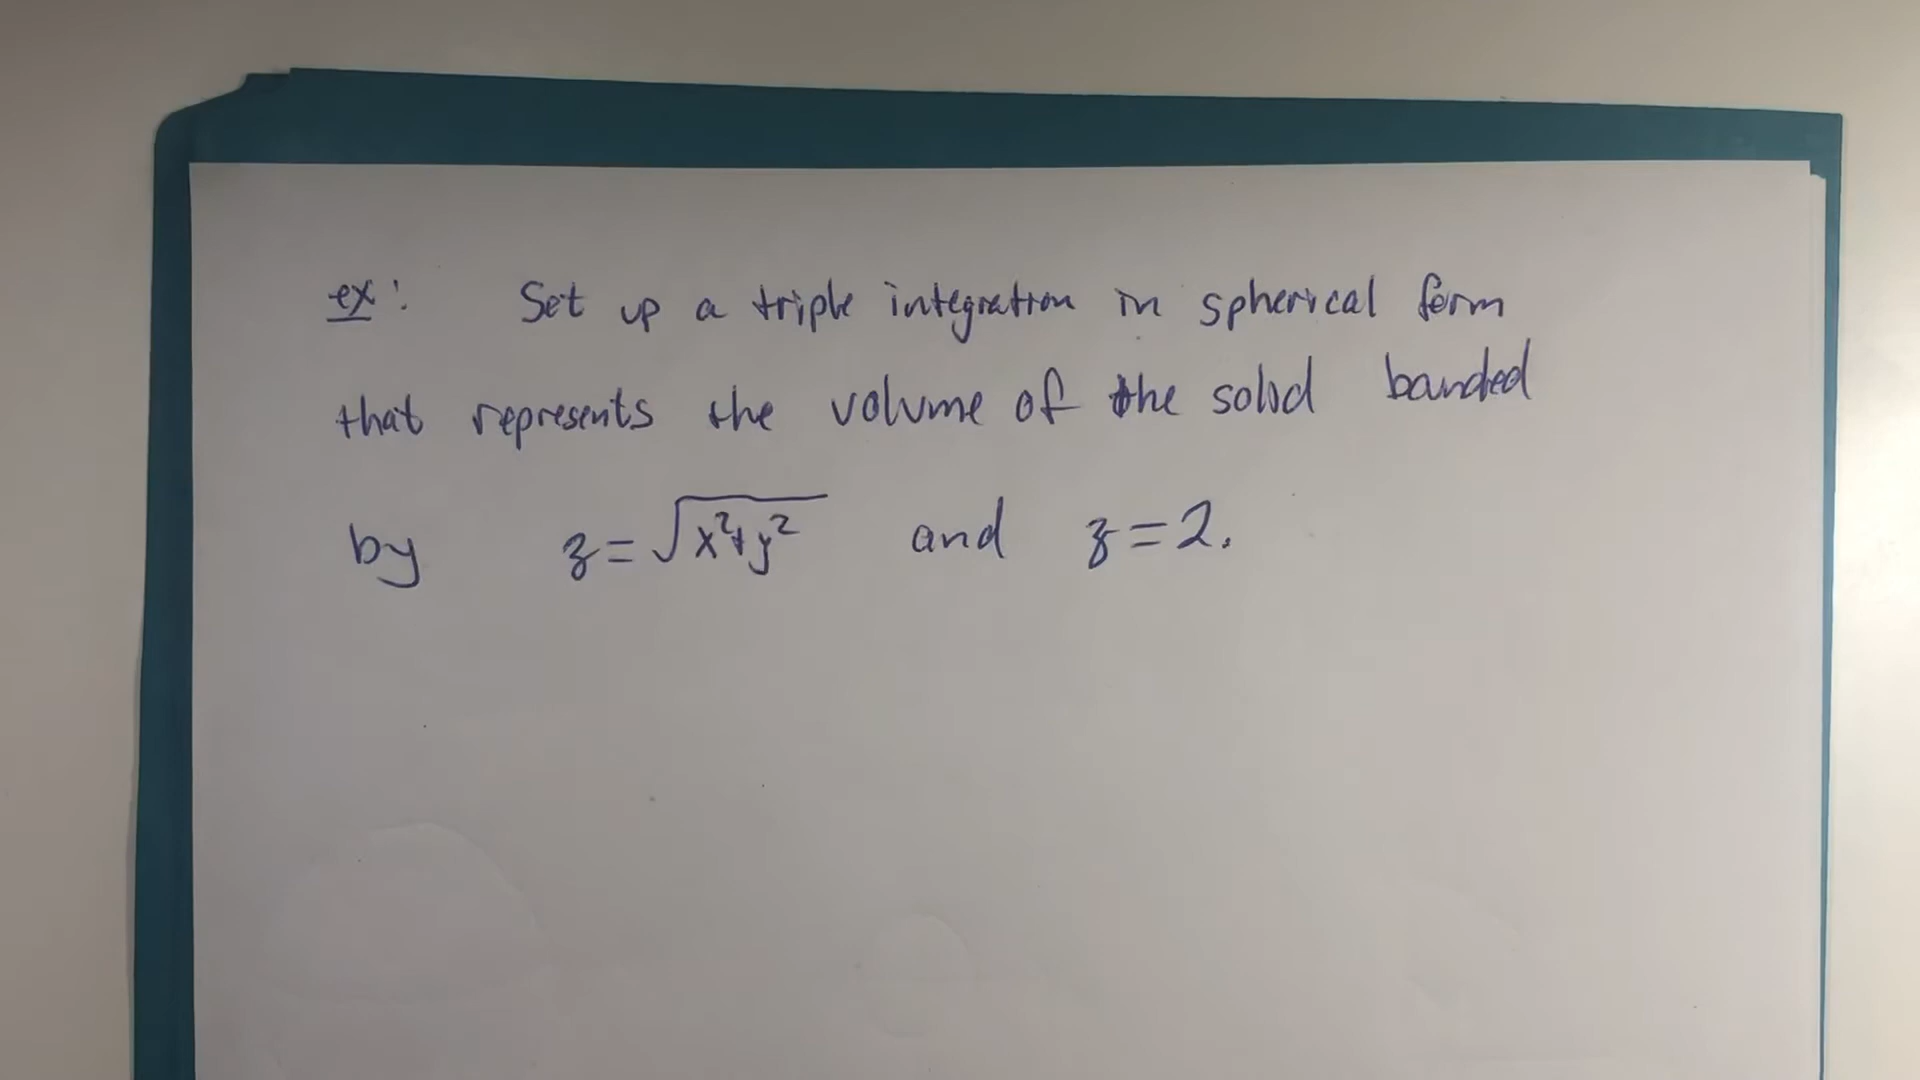 ex: Set up a triple integration in spherical form
that represents the volume of the solid bounded
by z = √x²+y² and z = 2.